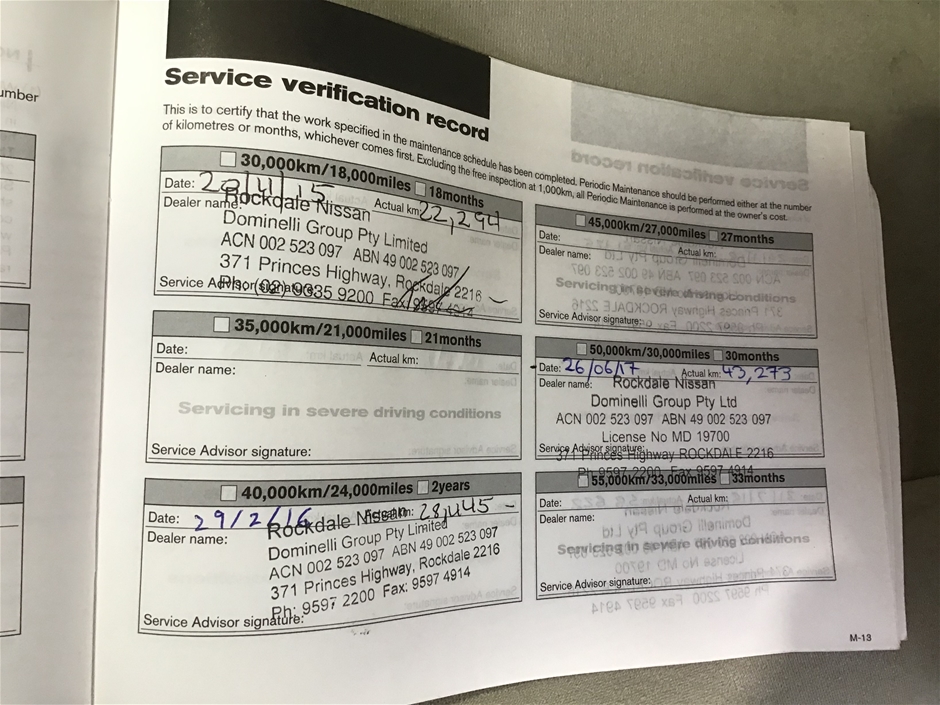 umber
Service verification record
This is to certify that the work specified in the maintenance schedule has been completed. Periodic Maintenance should be performed either at the number
of kilometres or months, whichever comes first. Excluding the free inspection at 1,000km, all Periodic Maintenance is performed at the owner's cost.
30,000km/18,000miles 18months
Date: Actual km: 22,294
Dealer name: Rockdale Nissan
Dominelli Group Pty Limited
ACN 002 523 097 ABN 49 002 523 097
371 Princes Highway, Rockdale 2216
Service Advisor signature:
Ph: (02) 9035 9200 Fax 9597 4914
35,000km/21,000miles 21months
Date: Actual km:
Dealer name:
Servicing in severe driving conditions
Service Advisor signature:
40,000km/24,000miles 2years
Date: 29/2/16 Actual km: 28,445
Dealer name: Rockdale Nissan
Dominelli Group Pty Limited
ACN 002 523 097 ABN 49 002 523 097
371 Princes Highway, Rockdale 2216
Ph: 9597 2200 Fax: 9597 4914
Service Advisor signature:
45,000km/27,000miles 27months
Date: Actual km:
Dealer name:
Servicing in severe driving conditions
Service Advisor signature:
50,000km/30,000miles 30months
Date: 26/06/17 Actual km: 43,273
Dealer name: Rockdale Nissan
Dominelli Group Pty Ltd
ACN 002 523 097 ABN 49 002 523 097
License No MD 19700
Service Advisor signature:
371 Princes Highway ROCKDALE 2216
Ph 9597 2200 Fax 9597 4914
55,000km/33,000miles 33months
Date: Actual km:
Dealer name:
Servicing in severe driving conditions
Service Advisor signature:
M-13